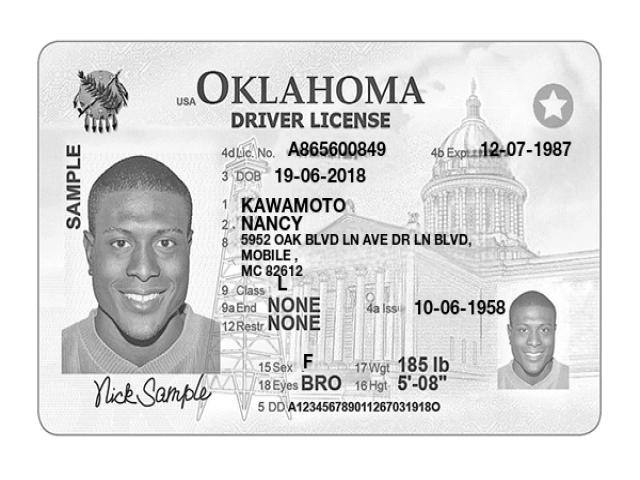 USA OKLAHOMA
DRIVER LICENSE
SAMPLE
4d Lic. No. A865600849 4b Exp 12-07-1987
3 DOB 19-06-2018
1 KAWAMOTO
2 NANCY
8 5952 OAK BLVD LN AVE DR LN BLVD,
MOBILE ,
MC 82612
9 Class L
9a End NONE 4a Iss 10-06-1958
12 Restr NONE
15 Sex F 17 Wgt 185 lb
18 Eyes BRO 16 Hgt 5'-08"
Nick Sample
5 DD A123456789011267031918O